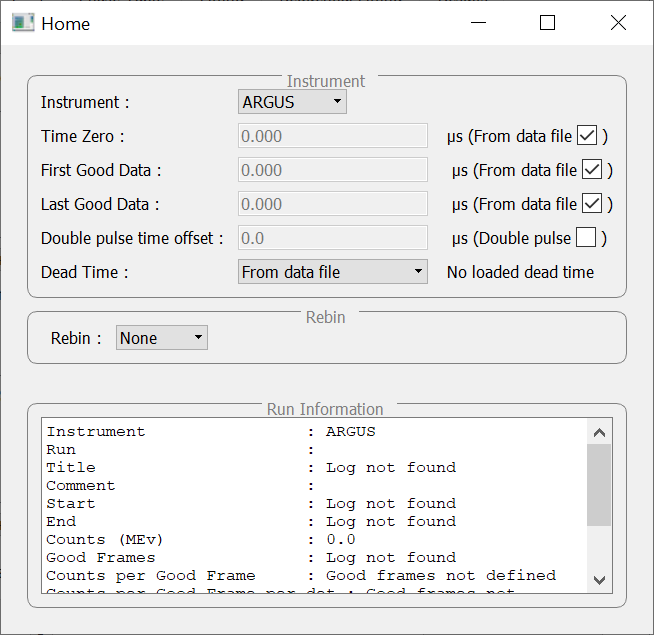 Home
Instrument
Instrument : ARGUS
Time Zero : 0.000 µs (From data file )
First Good Data : 0.000 µs (From data file )
Last Good Data : 0.000 µs (From data file )
Double pulse time offset : 0.0 µs (Double pulse )
Dead Time : From data file No loaded dead time
Rebin
Rebin : None
Run Information
Instrument : ARGUS
Run :
Title : Log not found
Comment :
Start : Log not found
End : Log not found
Counts (MEv) : 0.0
Good Frames : Log not found
Counts per Good Frame : Good frames not defined
Counts per Good Frame per det : Good frames not